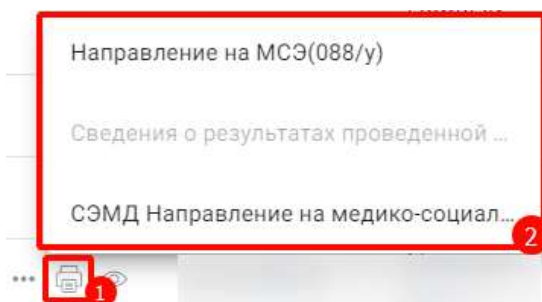 Направление на МСЭ(088/у)
Сведения о результатах проведенной ...
СЭМД Направление на медико-социал...
2
••• 1